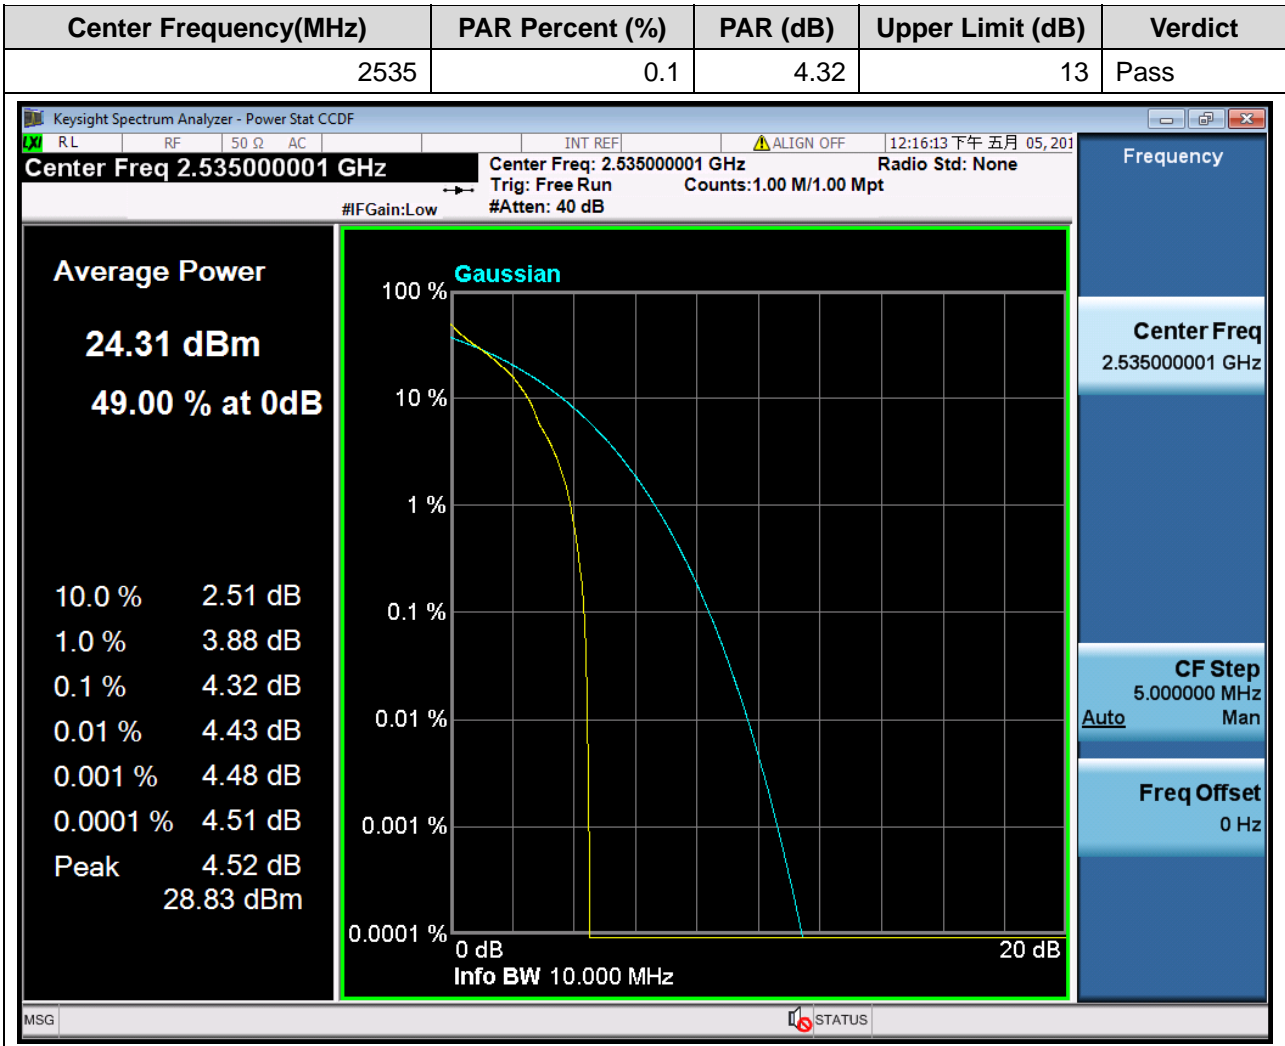 Center Frequency(MHz) PAR Percent (%) PAR (dB) Upper Limit (dB) Verdict
2535 0.1 4.32 13 Pass
Keysight Spectrum Analyzer - Power Stat CCDF
LXI RL RF 50 Ω AC INT REF ALIGN OFF 12:16:13下午 五月 05, 201
Center Freq 2.535000001 GHz
Center Freq: 2.535000001 GHz Radio Std: None
Trig: Free Run Counts:1.00 M/1.00 Mpt
#IFGain:Low #Atten: 40 dB
Average Power
24.31 dBm
49.00 % at 0dB
10.0 % 2.51 dB
1.0 % 3.88 dB
0.1 % 4.32 dB
0.01 % 4.43 dB
0.001 % 4.48 dB
0.0001 % 4.51 dB
Peak 4.52 dB
28.83 dBm
Gaussian
100 %
10 %
1 %
0.1 %
0.01 %
0.001 %
0.0001 %
0 dB 20 dB
Info BW 10.000 MHz
Frequency
Center Freq
2.535000001 GHz
CF Step
5.000000 MHz
Auto Man
Freq Offset
0 Hz
MSG STATUS